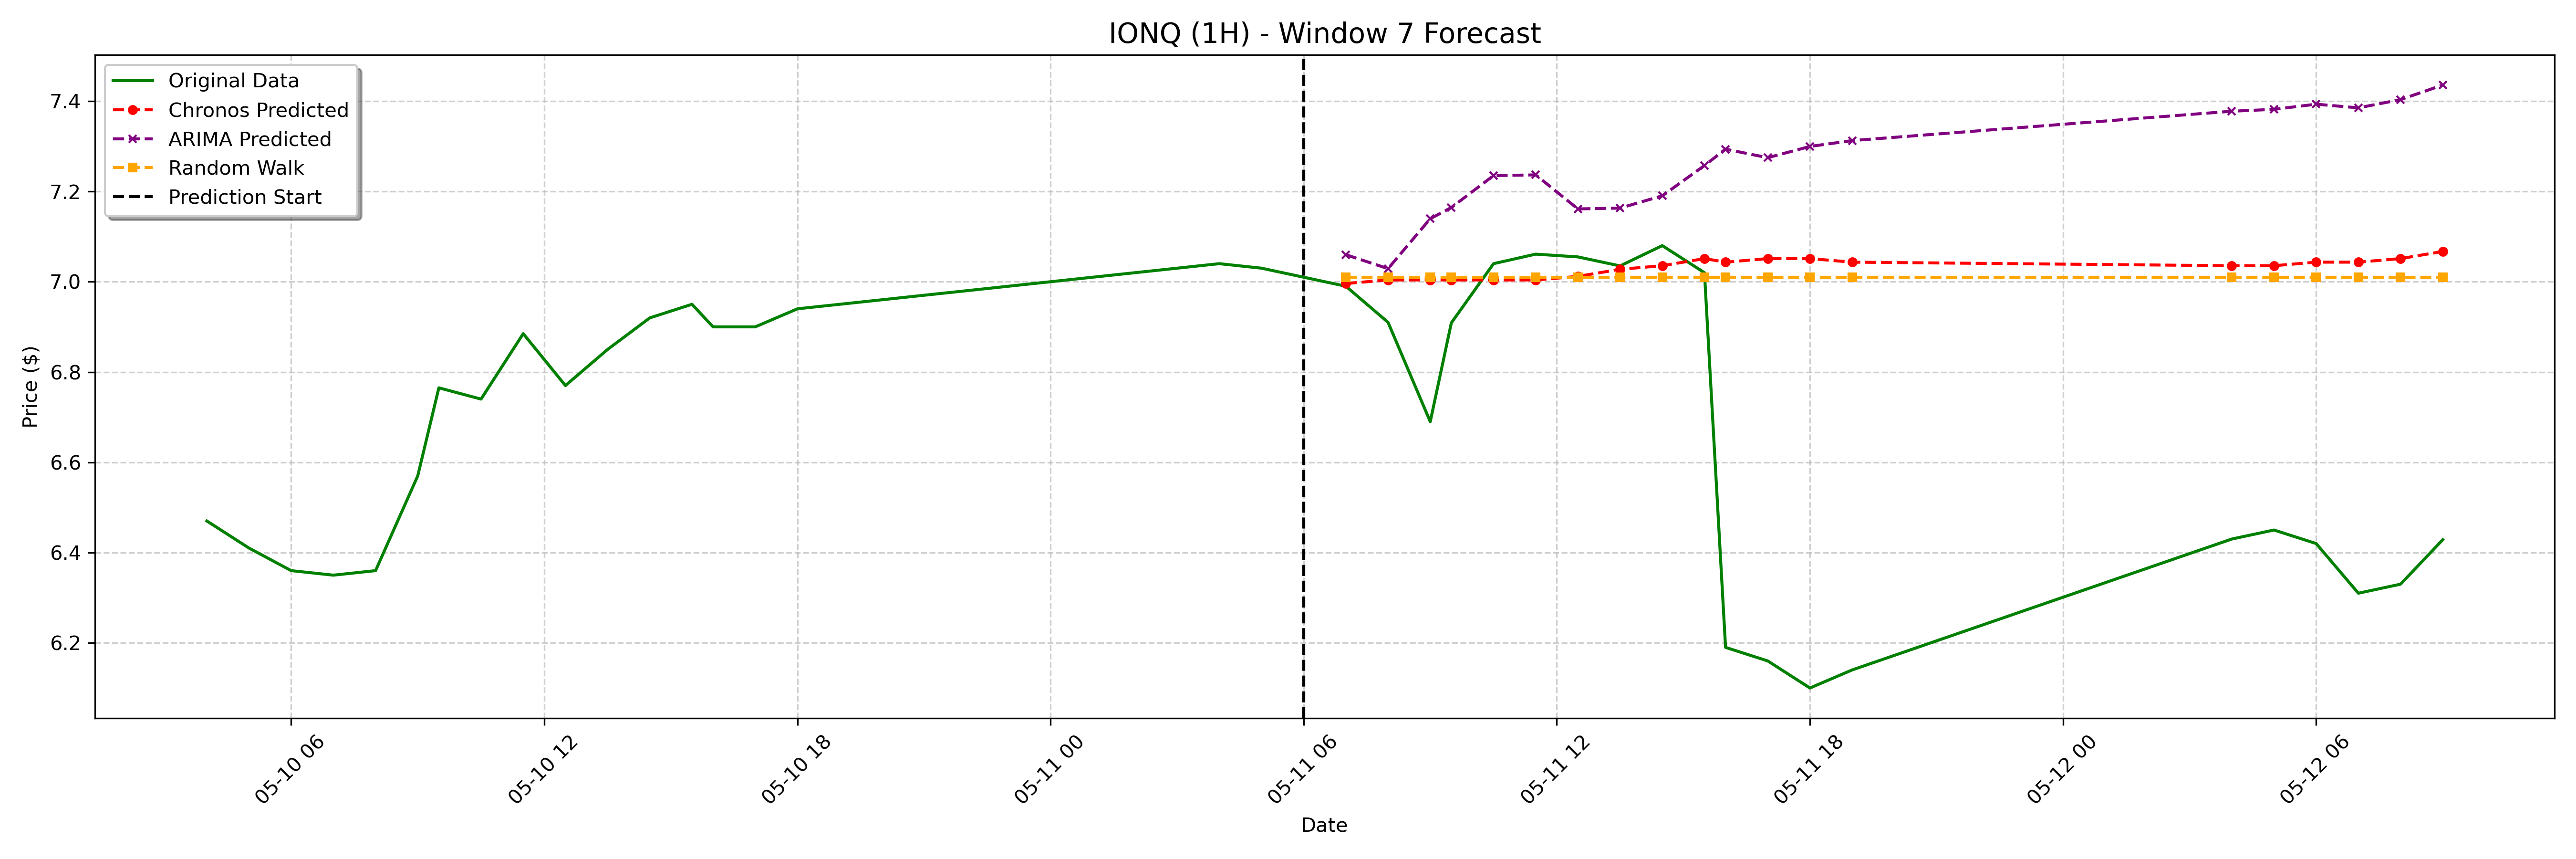 IONQ (1H) - Window 7 Forecast
Original Data
Chronos Predicted
ARIMA Predicted
Random Walk
Prediction Start
Price ($)
7.4
7.2
7.0
6.8
6.6
6.4
6.2
05-10 06
05-10 12
05-10 18
05-11 00
05-11 06
05-11 12
05-11 18
05-12 00
05-12 06
Date